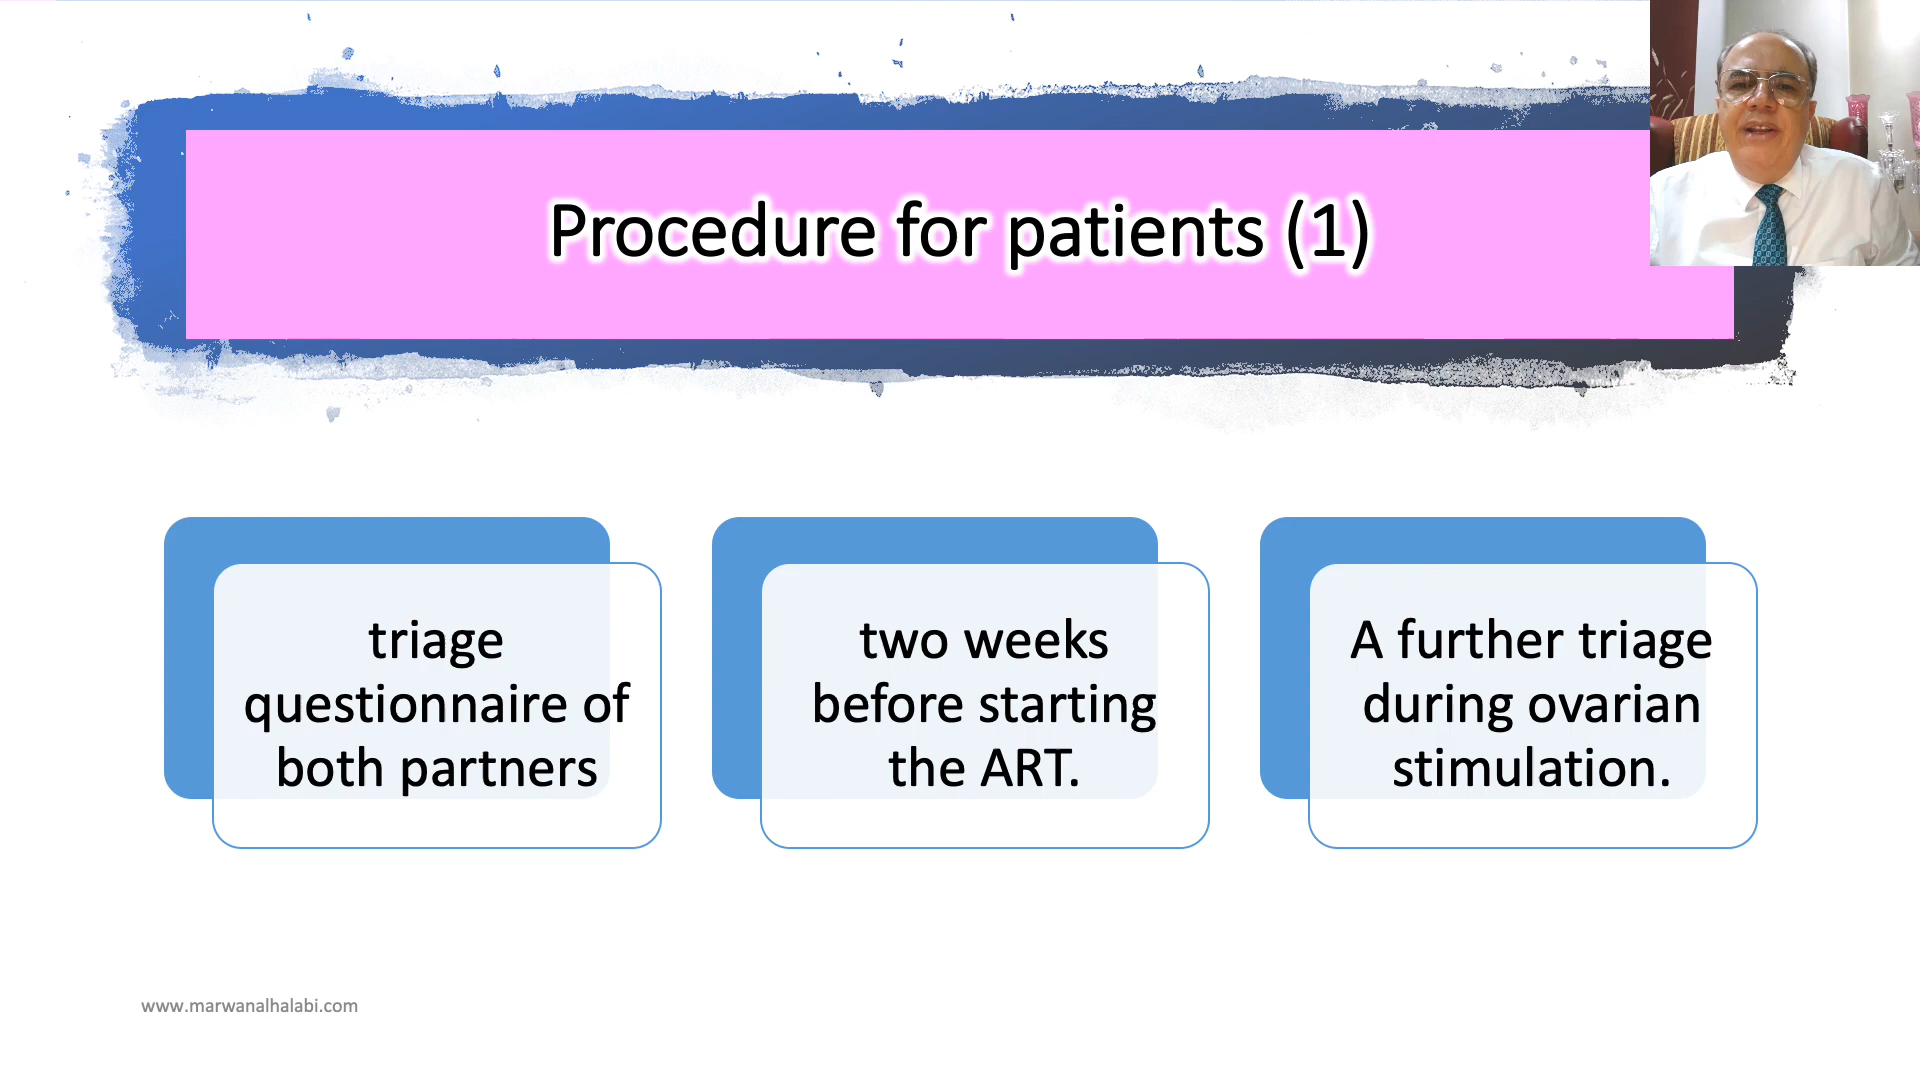 Procedure for patients (1)
triage
questionnaire of
both partners
two weeks
before starting
the ART.
A further triage
during ovarian
stimulation.
www.marwanalhalabi.com